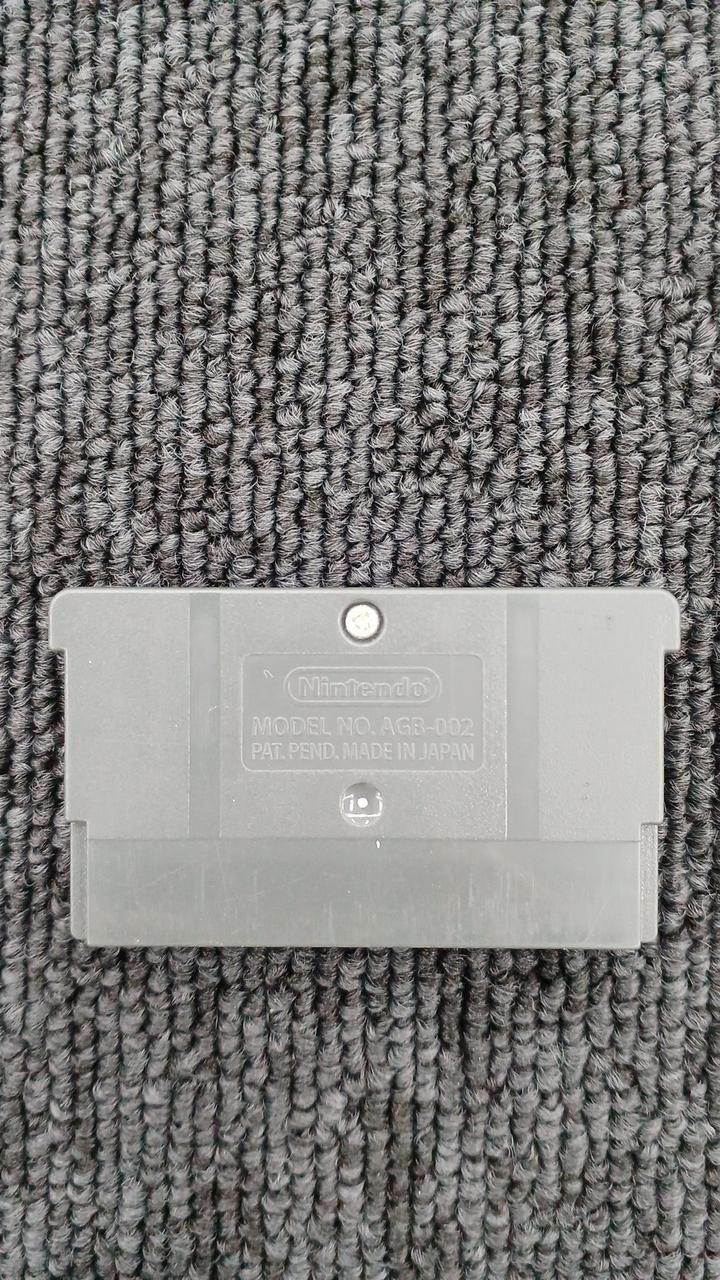 Nintendo®
MODEL NO. AGB-002
PAT. PEND. MADE IN JAPAN